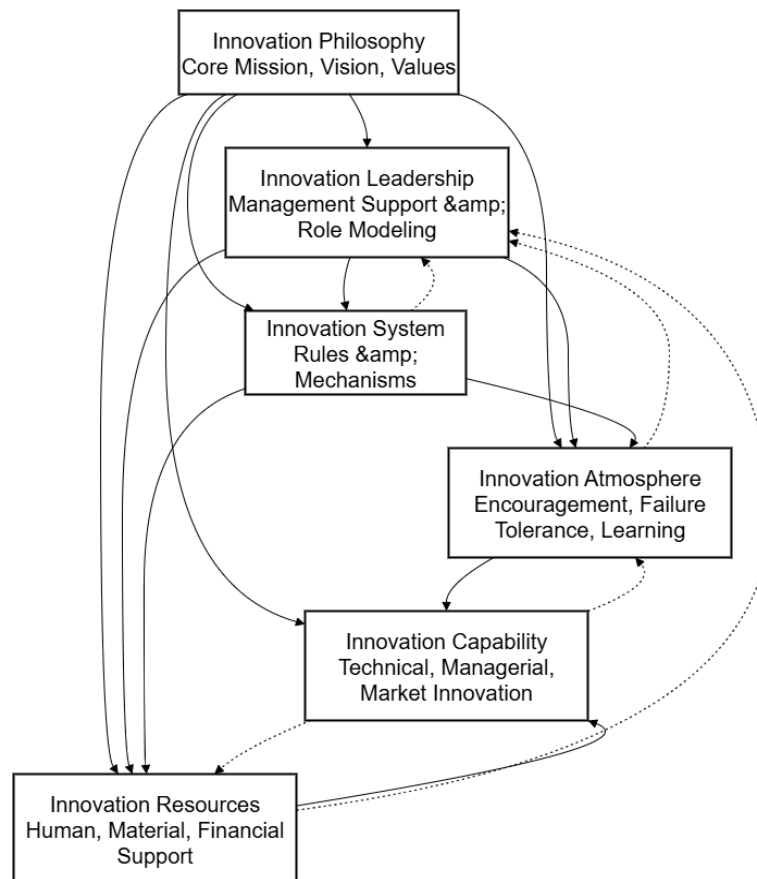 Innovation Philosophy
Core Mission, Vision, Values
Innovation Leadership
Management Support &amp;
Role Modeling
Innovation System
Rules &amp;
Mechanisms
Innovation Atmosphere
Encouragement, Failure
Tolerance, Learning
Innovation Capability
Technical, Managerial,
Market Innovation
Innovation Resources
Human, Material, Financial
Support